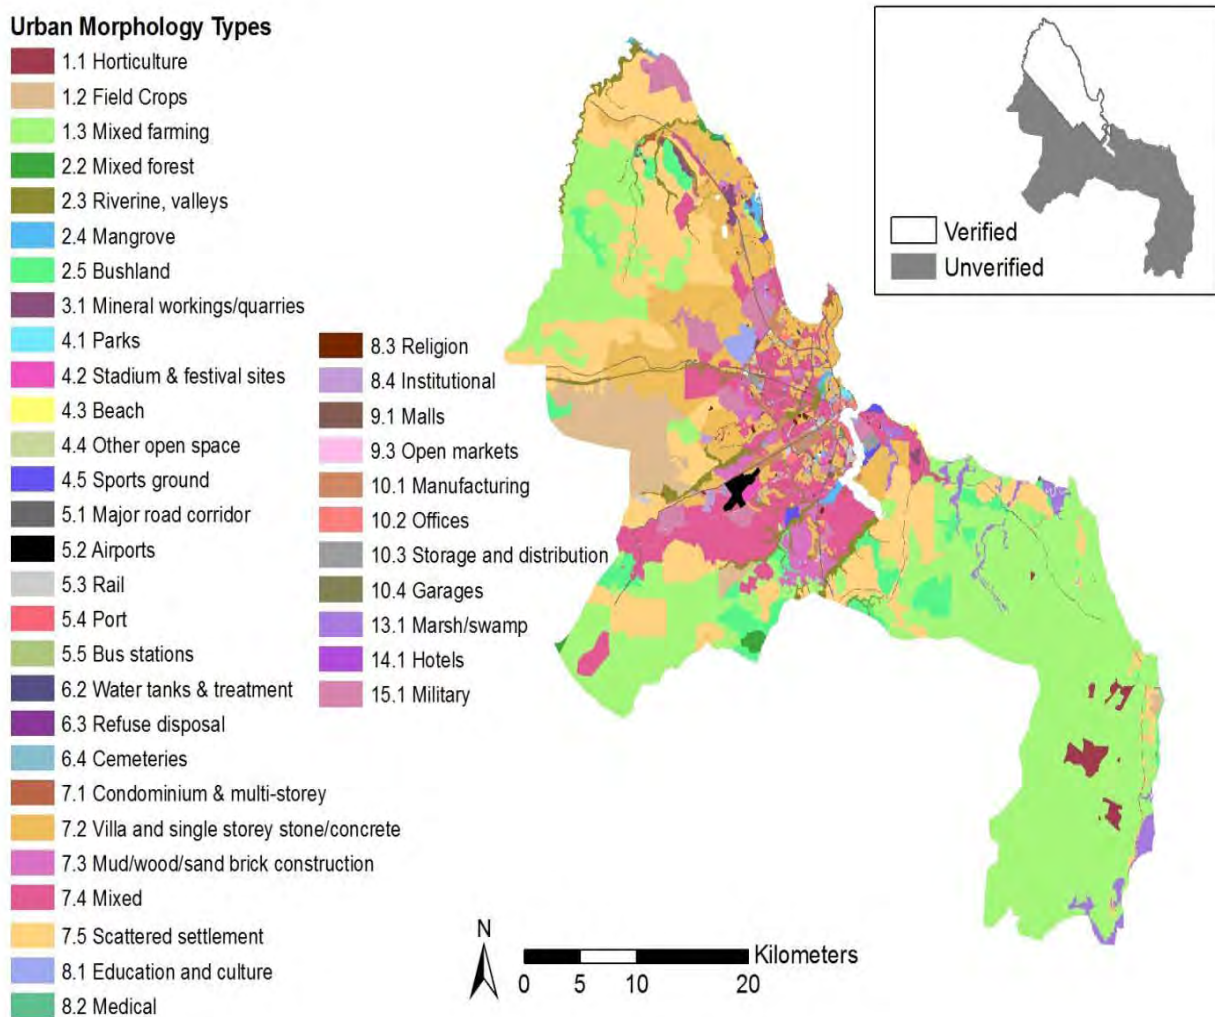 Urban Morphology Types
1.1 Horticulture
1.2 Field Crops
1.3 Mixed farming
2.2 Mixed forest
2.3 Riverine, valleys
2.4 Mangrove
2.5 Bushland
3.1 Mineral workings/quarries
4.1 Parks
4.2 Stadium & festival sites
4.3 Beach
4.4 Other open space
4.5 Sports ground
5.1 Major road corridor
5.2 Airports
5.3 Rail
5.4 Port
5.5 Bus stations
6.2 Water tanks & treatment
6.3 Refuse disposal
6.4 Cemeteries
7.1 Condominium & multi-storey
7.2 Villa and single storey stone/concrete
7.3 Mud/wood/sand brick construction
7.4 Mixed
7.5 Scattered settlement
8.1 Education and culture
8.2 Medical
8.3 Religion
8.4 Institutional
9.1 Malls
9.3 Open markets
10.1 Manufacturing
10.2 Offices
10.3 Storage and distribution
10.4 Garages
13.1 Marsh/swamp
14.1 Hotels
15.1 Military
Verified
Unverified
N
Kilometers
0 5 10 20